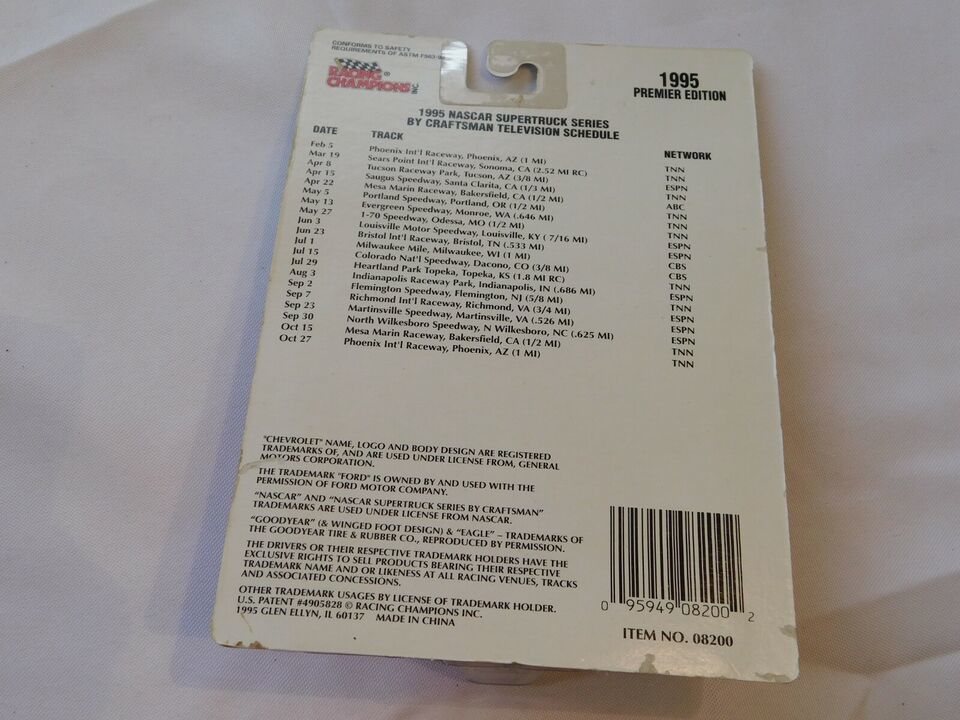 CONFORMS TO SAFETY
REQUIREMENTS OF ASTM F963-
RACING
CHAMPIONS INC.
®
1995
PREMIER EDITION
1995 NASCAR SUPERTRUCK SERIES
BY CRAFTSMAN TELEVISION SCHEDULE
DATE TRACK NETWORK
Feb 5 Phoenix Int'l Raceway, Phoenix, AZ (1 MI) TNN
Mar 19 Sears Point Int'l Raceway, Sonoma, CA (2.52 MI RC) TNN
Apr 8 Tucson Raceway Park, Tucson, AZ (3/8 MI) ESPN
Apr 15 Saugus Speedway, Santa Clarita, CA (1/3 MI) TNN
Apr 22 Mesa Marin Raceway, Bakersfield, CA (1/2 MI) ABC
May 5 Portland Speedway, Portland, OR (1/2 MI) TNN
May 13 Evergreen Speedway, Monroe, WA (.646 MI) TNN
May 27 1-70 Speedway, Odessa, MO (1/2 MI) TNN
Jun 3 Louisville Motor Speedway, Louisville, KY ( 7/16 MI) ESPN
Jun 23 Bristol Int'l Raceway, Bristol, TN (.533 MI) ESPN
Jul 1 Milwaukee Mile, Milwaukee, WI (1 MI) CBS
Jul 15 Colorado Nat'l Speedway, Dacono, CO (3/8 MI) CBS
Jul 29 Heartland Park Topeka, Topeka, KS (1.8 MI RC) TNN
Aug 3 Indianapolis Raceway Park, Indianapolis, IN (.686 MI) ESPN
Sep 2 Flemington Speedway, Flemington, NJ (5/8 MI) TNN
Sep 7 Richmond Int'l Raceway, Richmond, VA (3/4 MI) ESPN
Sep 23 Martinsville Speedway, Martinsville, VA (.526 MI) ESPN
Sep 30 North Wilkesboro Speedway, N Wilkesboro, NC (.625 MI) ESPN
Oct 15 Mesa Marin Raceway, Bakersfield, CA (1/2 MI) TNN
Oct 27 Phoenix Int'l Raceway, Phoenix, AZ (1 MI) TNN
"CHEVROLET" NAME, LOGO AND BODY DESIGN ARE REGISTERED
TRADEMARKS OF, AND ARE USED UNDER LICENSE FROM, GENERAL
MOTORS CORPORATION.
THE TRADEMARK "FORD" IS OWNED BY AND USED WITH THE
PERMISSION OF FORD MOTOR COMPANY.
"NASCAR" AND "NASCAR SUPERTRUCK SERIES BY CRAFTSMAN"
TRADEMARKS ARE USED UNDER LICENSE FROM NASCAR.
"GOODYEAR" (& WINGED FOOT DESIGN) & "EAGLE" – TRADEMARKS OF
THE GOODYEAR TIRE & RUBBER CO., REPRODUCED BY PERMISSION.
THE DRIVERS OR THEIR RESPECTIVE TRADEMARK HOLDERS HAVE THE
EXCLUSIVE RIGHTS TO SELL PRODUCTS BEARING THEIR RESPECTIVE
TRADEMARK NAME AND OR LIKENESS AT ALL RACING VENUES, TRACKS
AND ASSOCIATED CONCESSIONS.
OTHER TRADEMARK USAGES BY LICENSE OF TRADEMARK HOLDER.
U.S. PATENT #4905828 © RACING CHAMPIONS INC.
1995 GLEN ELLYN, IL 60137 MADE IN CHINA
0 95949 08200 2
ITEM NO. 08200